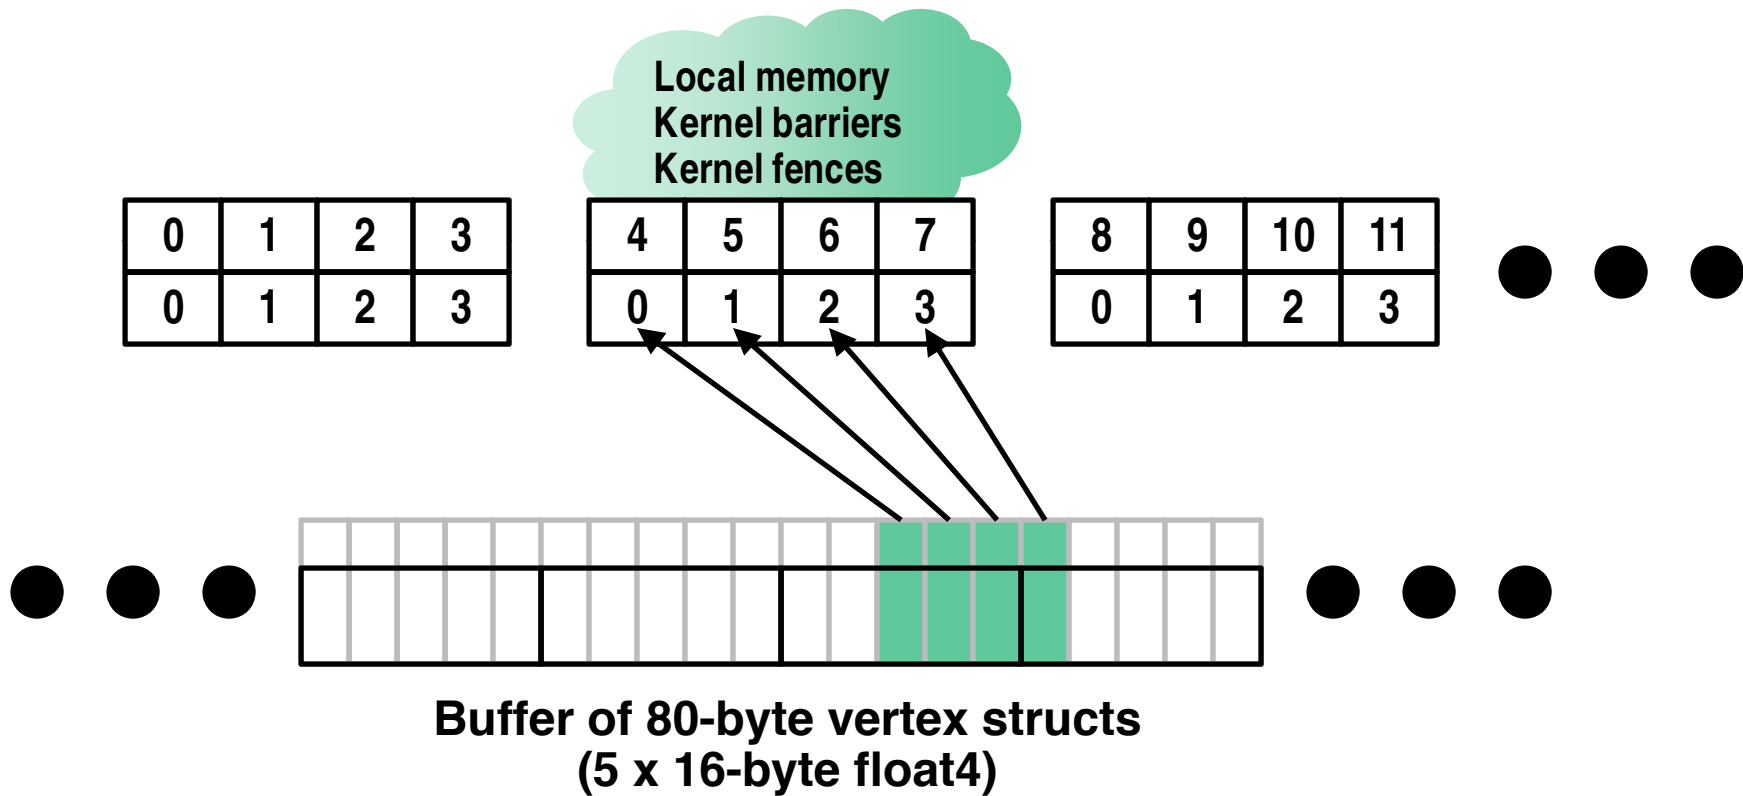 Local memory
Kernel barriers
Kernel fences
0 1 2 3 4 5 6 7 8 9 10 11
0 1 2 3 0 1 2 3 0 1 2 3
Buffer of 80-byte vertex structs
(5 x 16-byte float4)